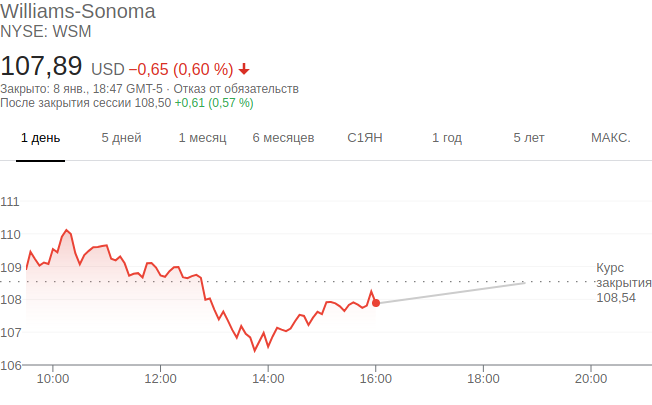 Williams-Sonoma
NYSE: WSM
107,89 USD −0,65 (0,60 %)
Закрыто: 8 янв., 18:47 GMT-5 · Отказ от обязательств
После закрытия сессии 108,50 +0,61 (0,57 %)
1 день 5 дней 1 месяц 6 месяцев С1ЯН 1 год 5 лет МАКС.
111
110
109
108
107
106
Курс
закрытия
108,54
10:00 12:00 14:00 16:00 18:00 20:00